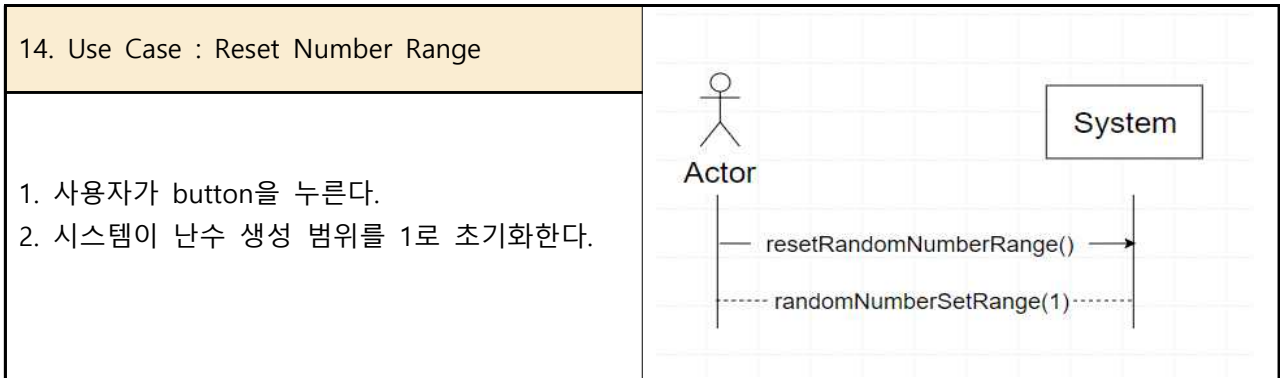 14. Use Case : Reset Number Range
1. 사용자가 button을 누른다.
2. 시스템이 난수 생성 범위를 1로 초기화한다.
System
Actor
resetRandomNumberRange()
randomNumberSetRange(1)